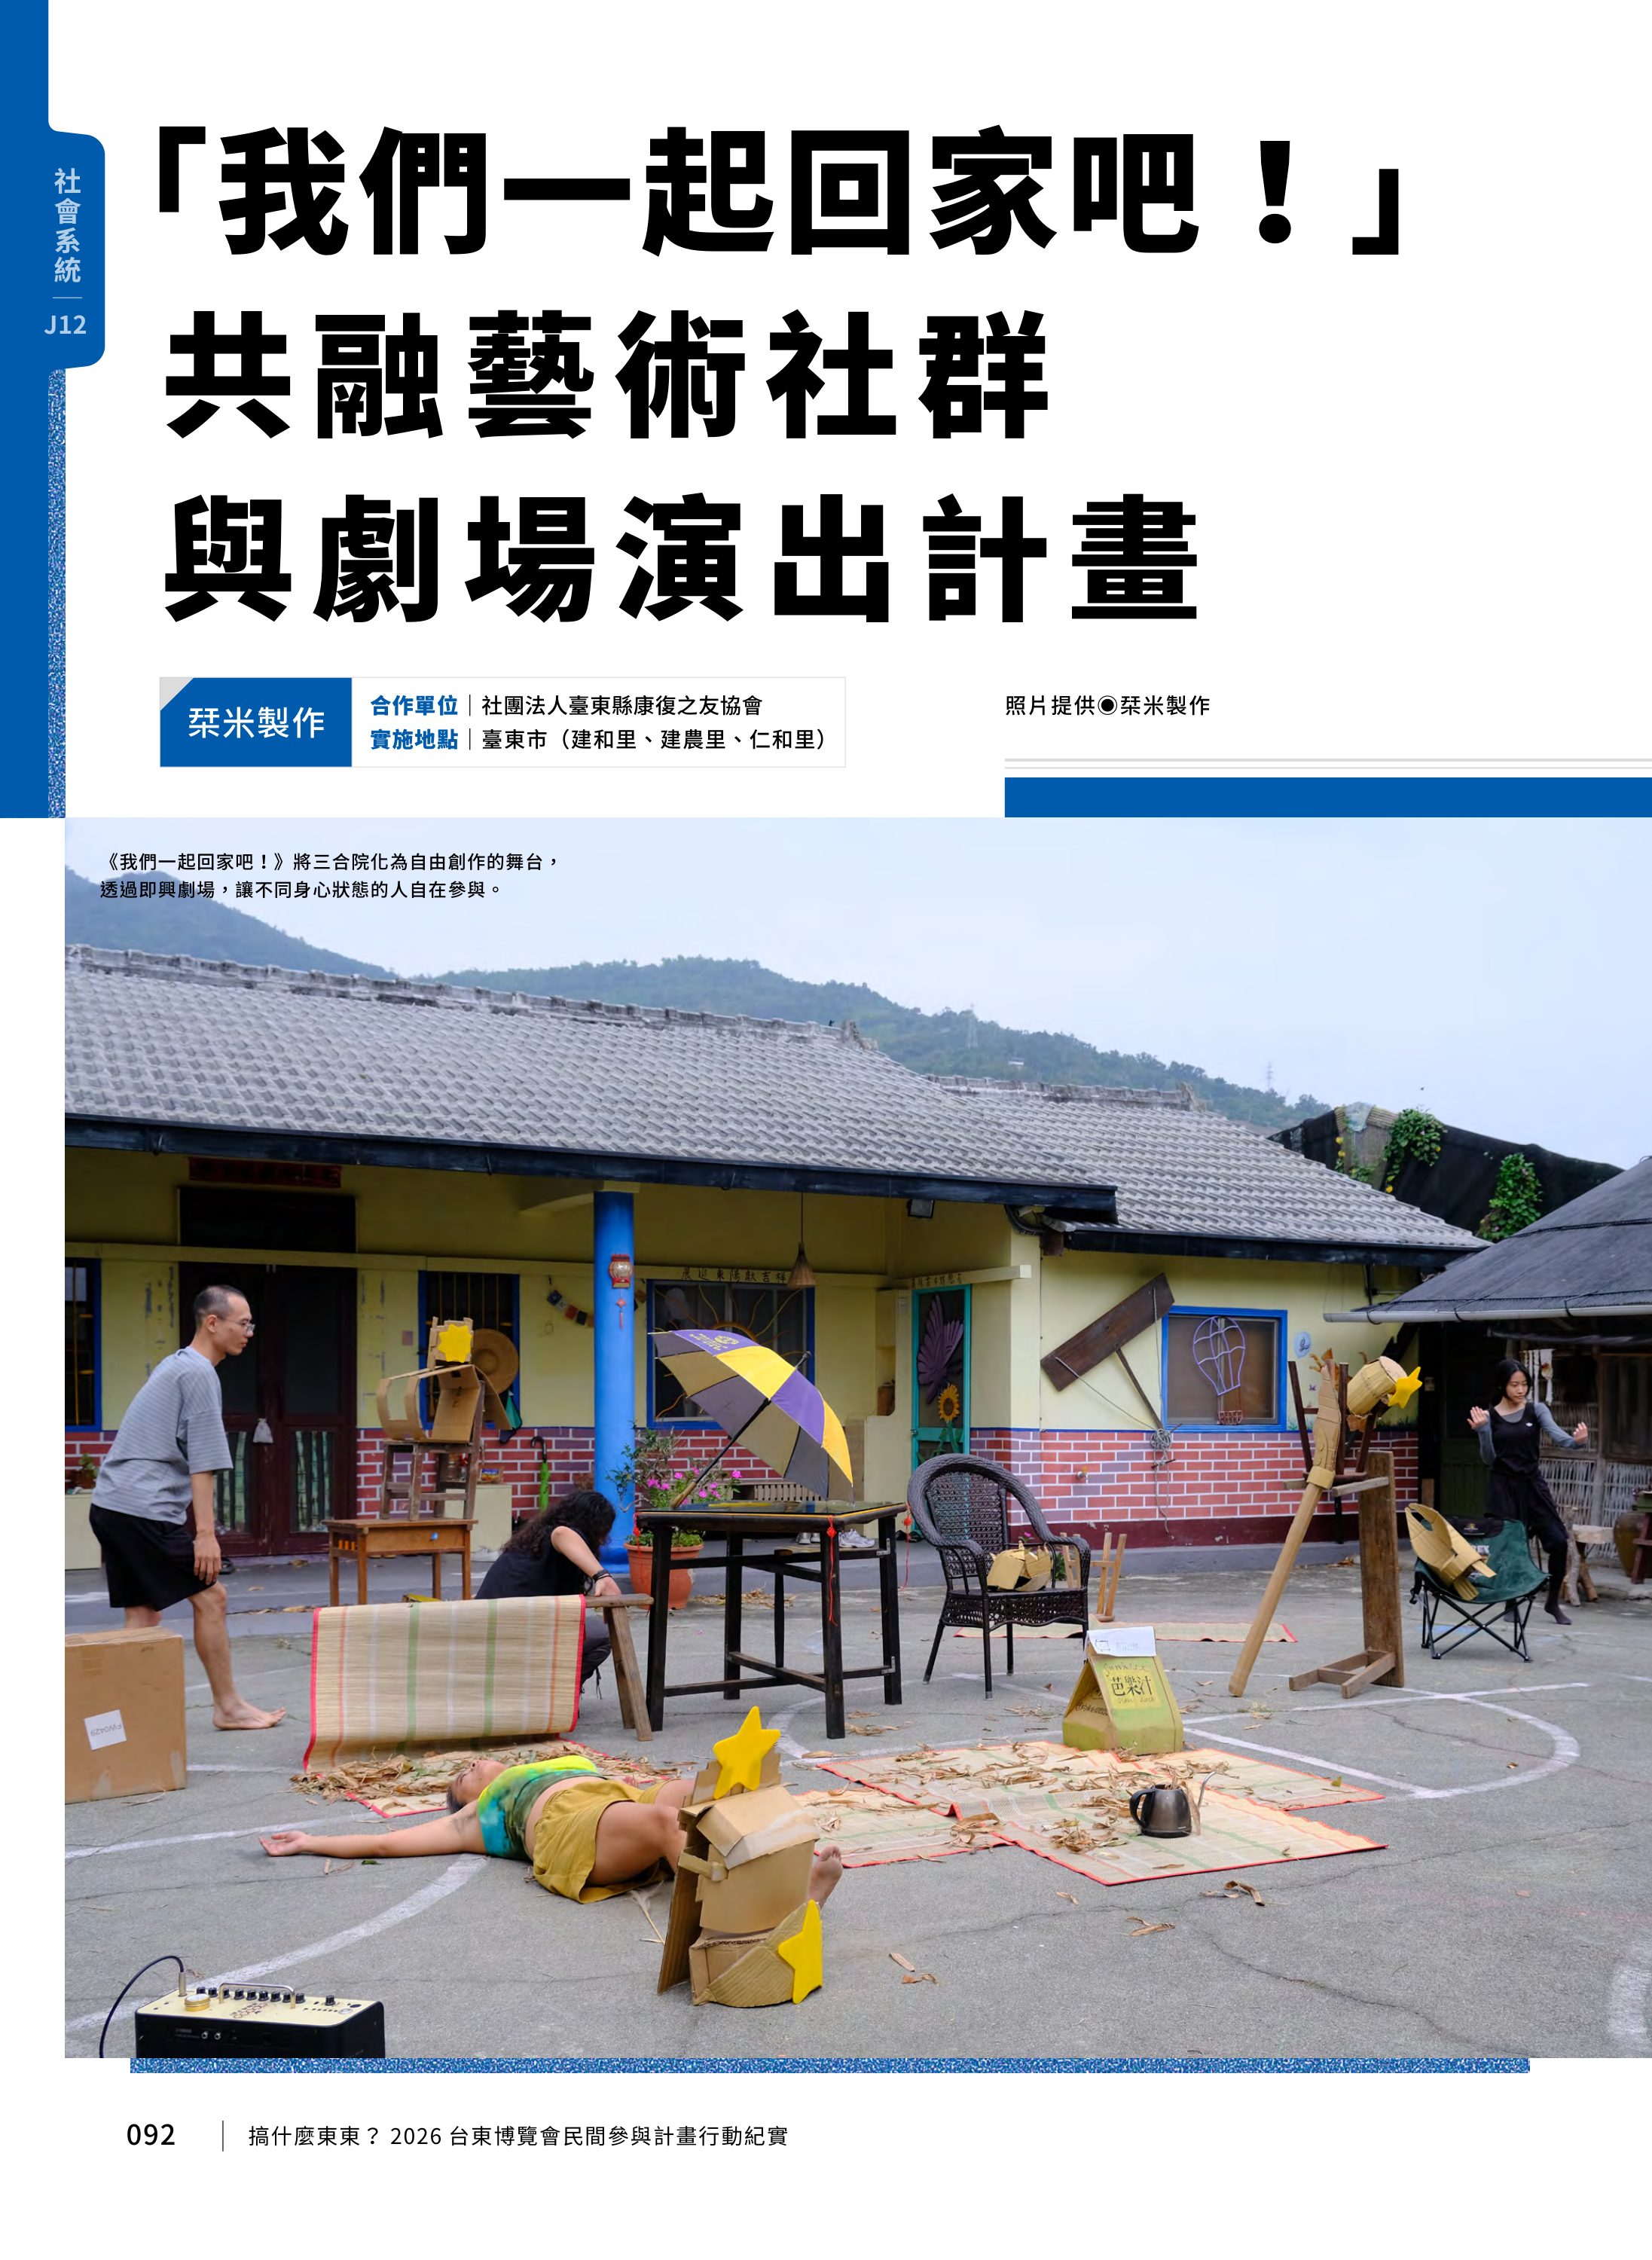 社會系統
J12
「我們一起回家吧！」
共融藝術社群
與劇場演出計畫
栞米製作
合作單位｜社團法人臺東縣康復之友協會
實施地點｜臺東市（建和里、建農里、仁和里）
照片提供◉栞米製作
《我們一起回家吧！》將三合院化為自由創作的舞台，
透過即興劇場，讓不同身心狀態的人自在參與。
芭樂汁
FW0429
092｜搞什麼東東？ 2026 台東博覽會民間參與計畫行動紀實